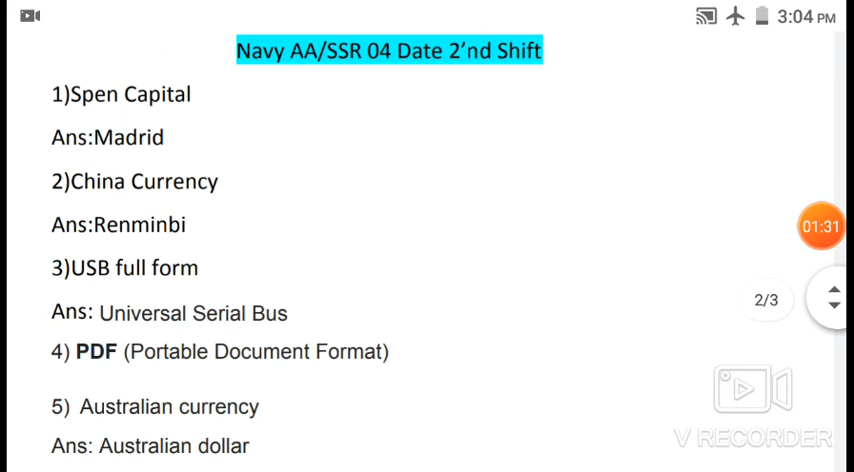 3:04 PM
Navy AA/SSR 04 Date 2'nd Shift
1)Spen Capital
Ans:Madrid
2)China Currency
Ans:Renminbi
01:31
3)USB full form
2/3
Ans: Universal Serial Bus
4) PDF (Portable Document Format)
5) Australian currency
V RECORDER
Ans: Australian dollar